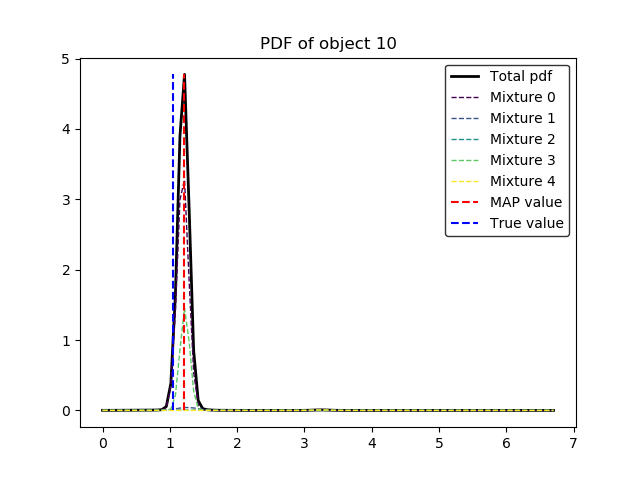 PDF of object 10
5
4
3
2
1
0
0 1 2 3 4 5 6 7
Total pdf
Mixture 0
Mixture 1
Mixture 2
Mixture 3
Mixture 4
MAP value
True value